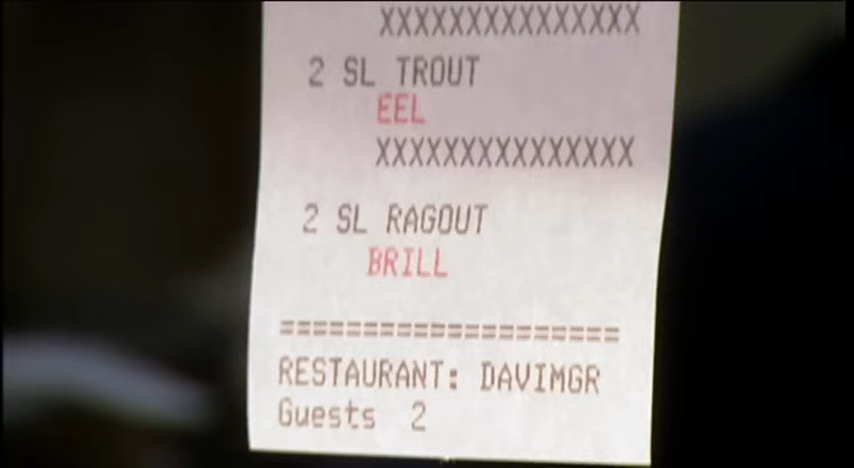 XXXXXXXXXXXXXXX
2 SL TROUT
EEL
XXXXXXXXXXXXXXX
2 SL RAGOUT
BRILL
=====================
RESTAURANT: DAVIMGR
Guests 2